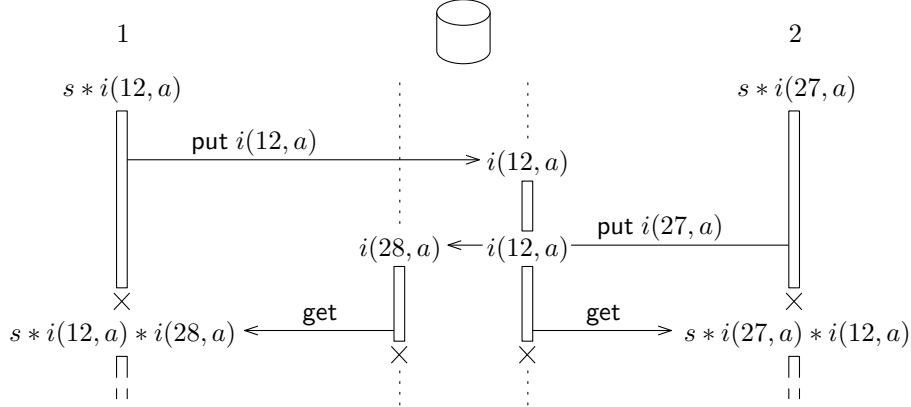 1 2
s ∗ i(12, a) s ∗ i(27, a)
put i(12, a)
i(12, a)
put i(27, a)
i(28, a) i(12, a)
get get
s ∗ i(12, a) ∗ i(28, a) s ∗ i(27, a) ∗ i(12, a)